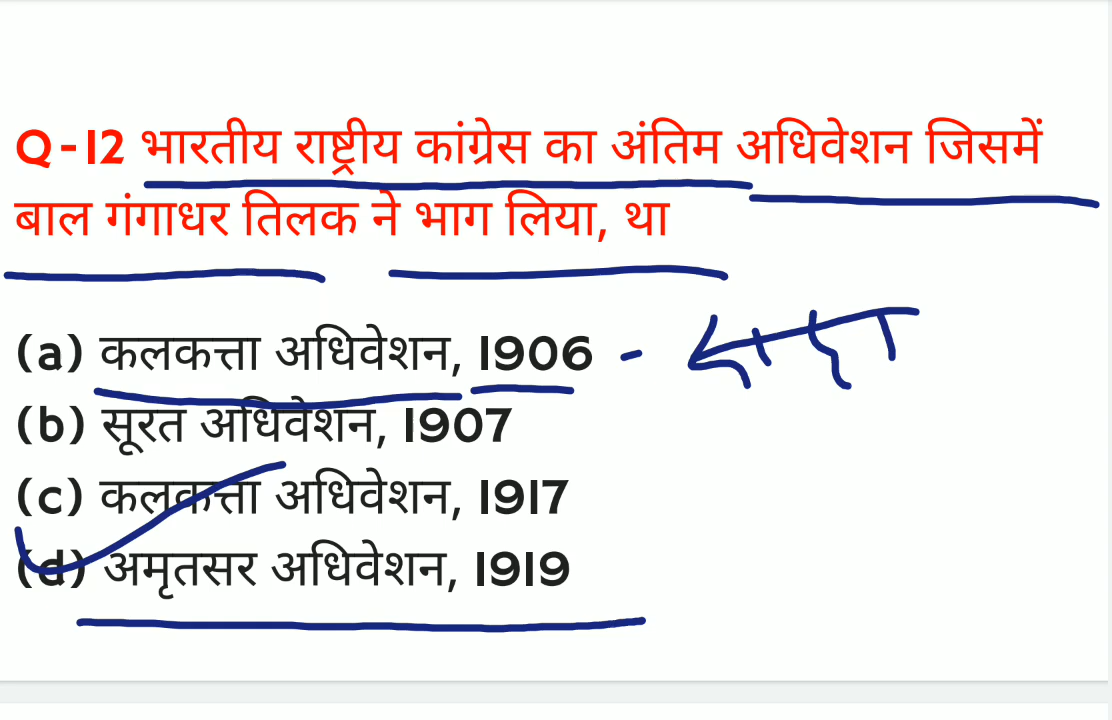 Q-12 भारतीय राष्ट्रीय कांग्रेस का अंतिम अधिवेशन जिसमें
बाल गंगाधर तिलक ने भाग लिया, था
(a) कलकत्ता अधिवेशन, 1906 -
(b) सूरत अधिवेशन, 1907
(c) कलकत्ता अधिवेशन, 1917
(d) अमृतसर अधिवेशन, 1919